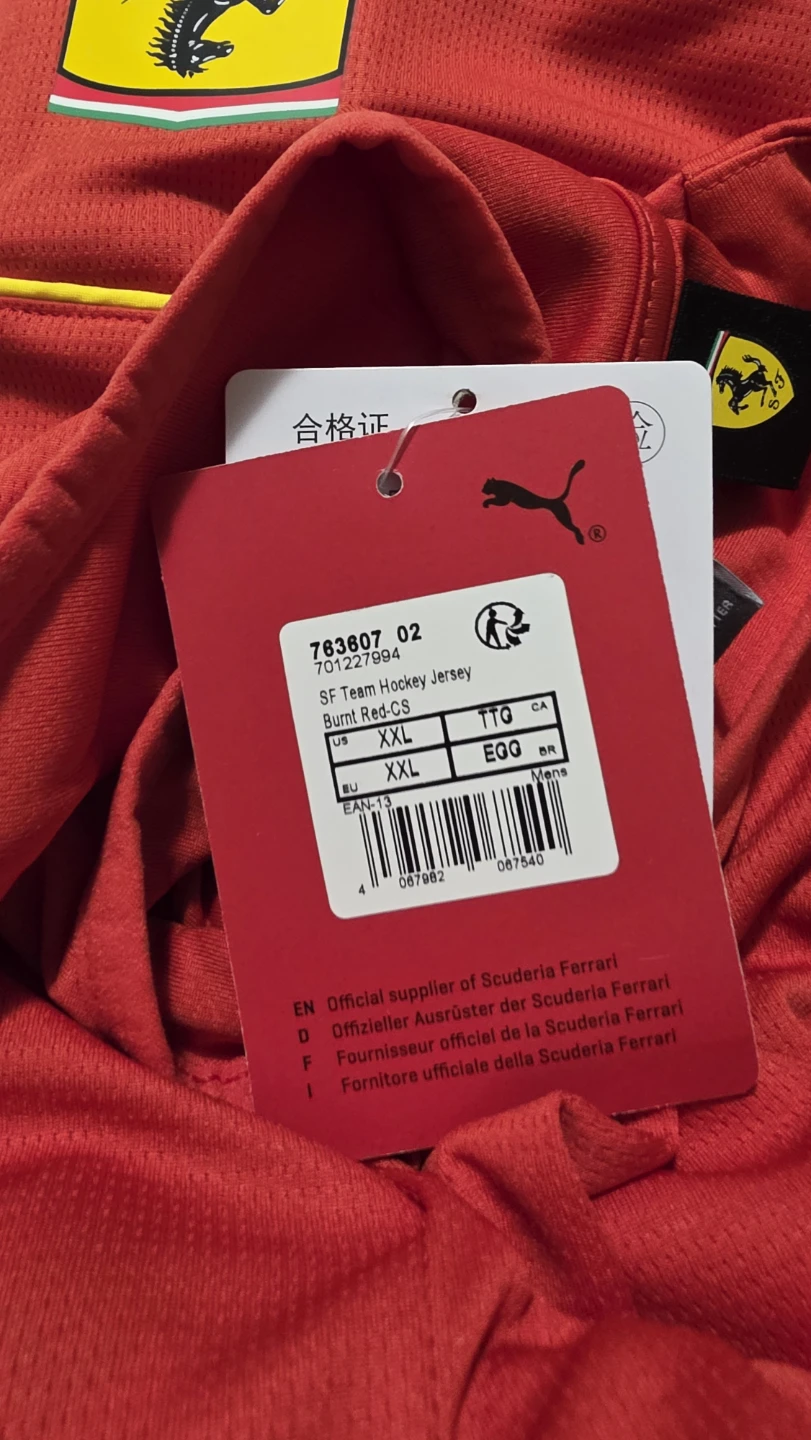 合格证
®
763607 02
701227994
SF Team Hockey Jersey
Burnt Red-CS
US XXL TTG CA
EU XXL EGG BR
EAN-13 Mens
4 067982 067540
EN Official supplier of Scuderia Ferrari
D Offizieller Ausrüster der Scuderia Ferrari
F Fournisseur officiel de la Scuderia Ferrari
I Fornitore ufficiale della Scuderia Ferrari
S F